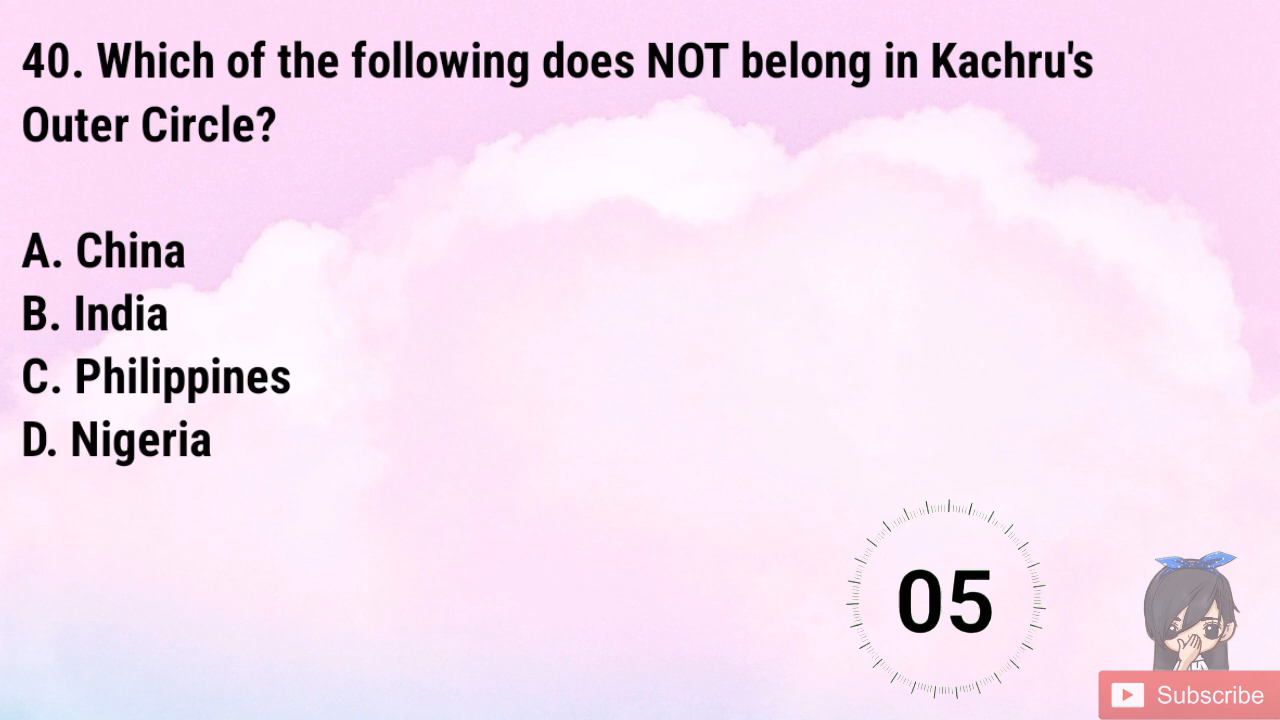 40. Which of the following does NOT belong in Kachru's
Outer Circle?
A. China
B. India
C. Philippines
D. Nigeria
05
Subscribe